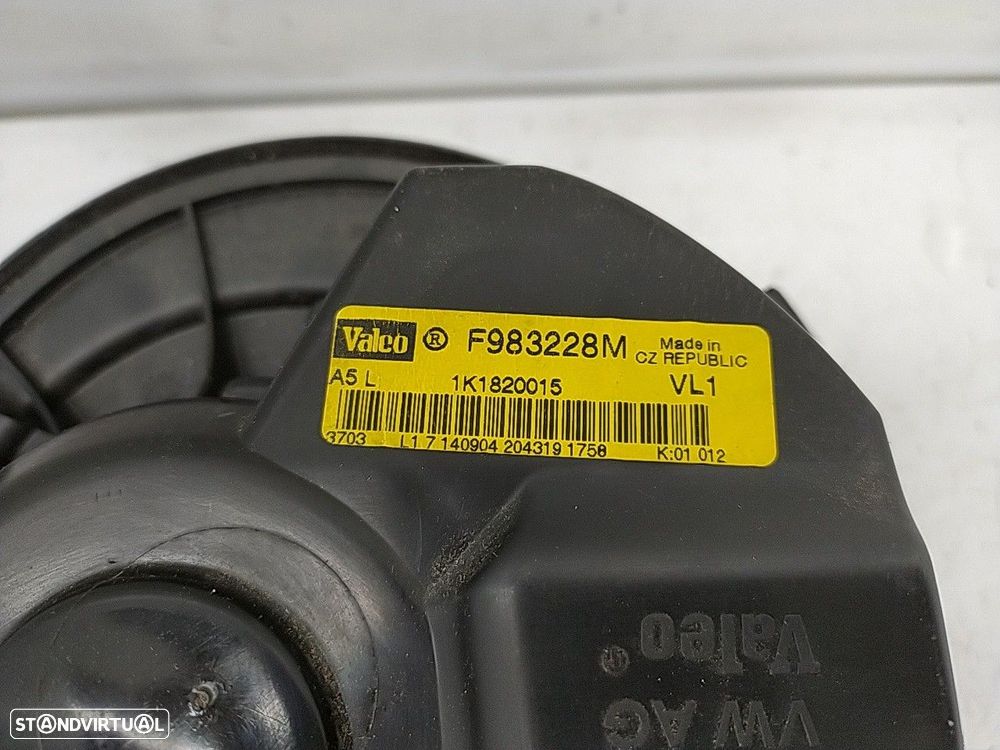 Valeo ® F983228M Made in
CZ REPUBLIC
A5 L 1K1820015 VL1
3703 L1 7 140904 204319 1758 K:01 012
Valeo ®
VW AG
STANDVIRTUAL